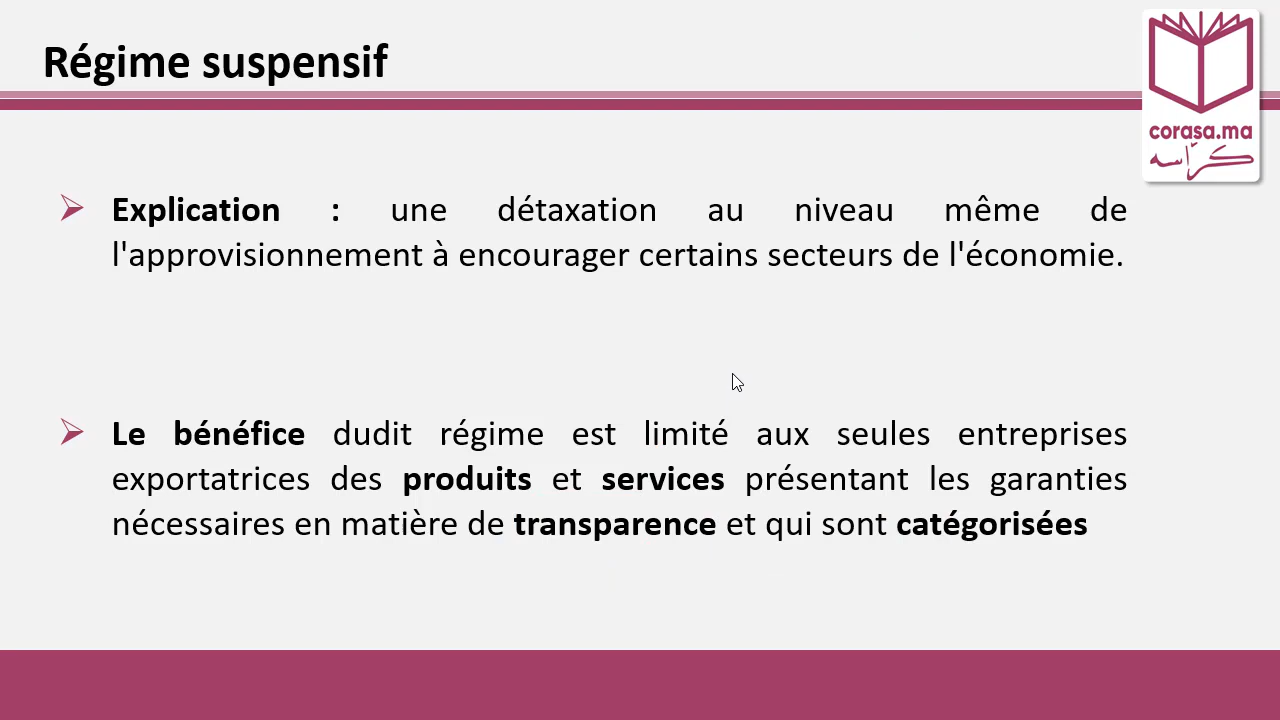 Régime suspensif
corasa.ma
كرّاسة
Explication : une détaxation au niveau même de
l'approvisionnement à encourager certains secteurs de l'économie.
Le bénéfice dudit régime est limité aux seules entreprises
exportatrices des produits et services présentant les garanties
nécessaires en matière de transparence et qui sont catégorisées